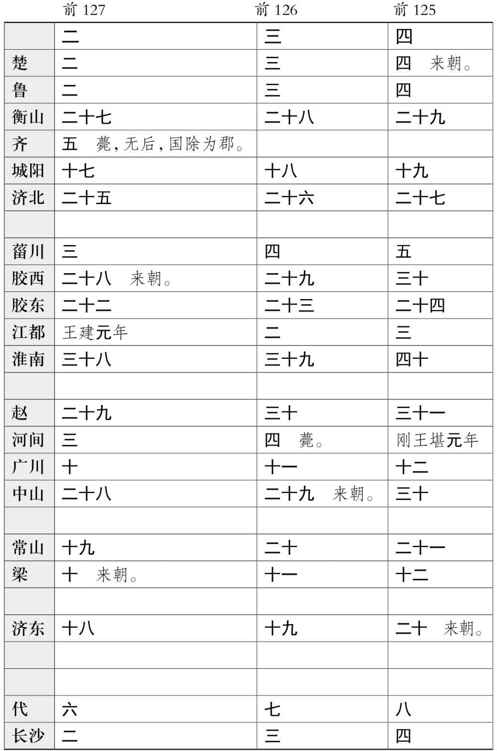 前 127 前 126 前 125
二 三 四
楚 二 三 四 来朝。
鲁 二 三 四
衡山 二十七 二十八 二十九
齐 五 薨,无后,国除为郡。
城阳 十七 十八 十九
济北 二十五 二十六 二十七
菑川 三 四 五
胶西 二十八 来朝。 二十九 三十
胶东 二十二 二十三 二十四
江都 王建元年 二 三
淮南 三十八 三十九 四十
赵 二十九 三十 三十一
河间 三 四 薨。 刚王堪元年
广川 十 十一 十二
中山 二十八 二十九 来朝。 三十
常山 十九 二十 二十一
梁 十 来朝。 十一 十二
济东 十八 十九 二十 来朝。
代 六 七 八
长沙 二 三 四